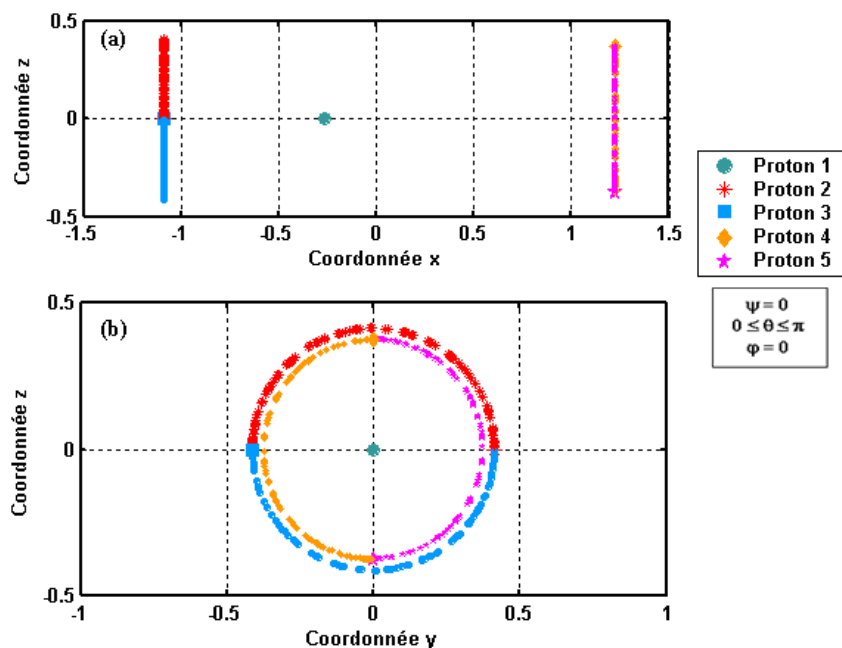 0.5
(a)
Coordonnée z
0
-0.5
-1.5 -1 -0.5 0 0.5 1 1.5
Coordonnée x
Proton 1
Proton 2
Proton 3
Proton 4
Proton 5
ψ = 0
0 ≤ θ ≤ π
φ = 0
0.5
(b)
Coordonnée z
0
-0.5
-1 -0.5 0 0.5 1
Coordonnée y